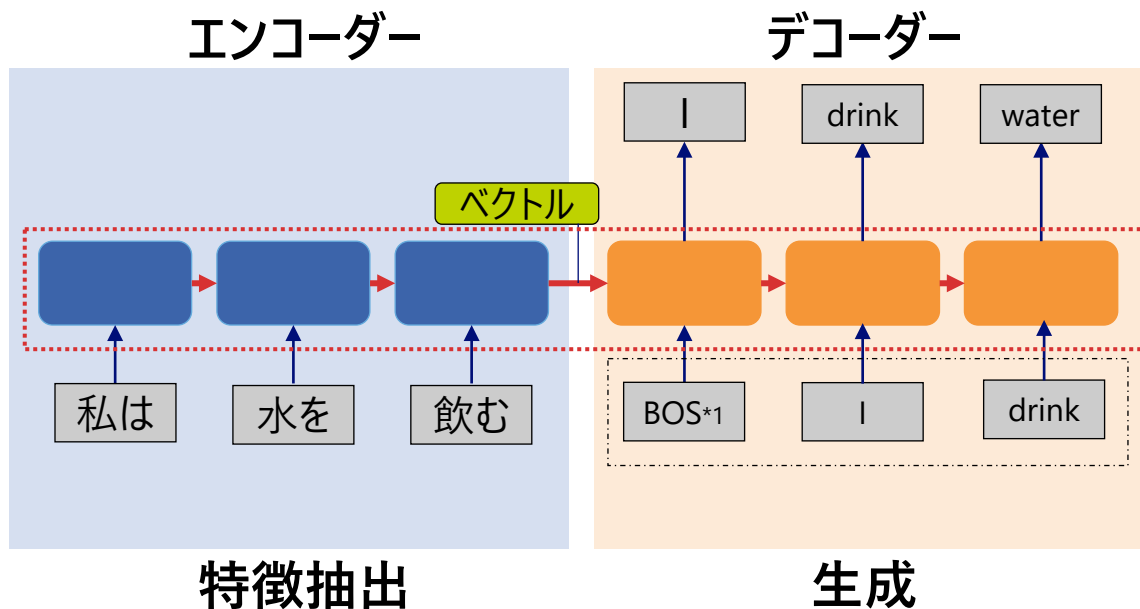 エンコーダー
デコーダー
I
drink
water
ベクトル
私は
水を
飲む
BOS*1
I
drink
特徴抽出
生成